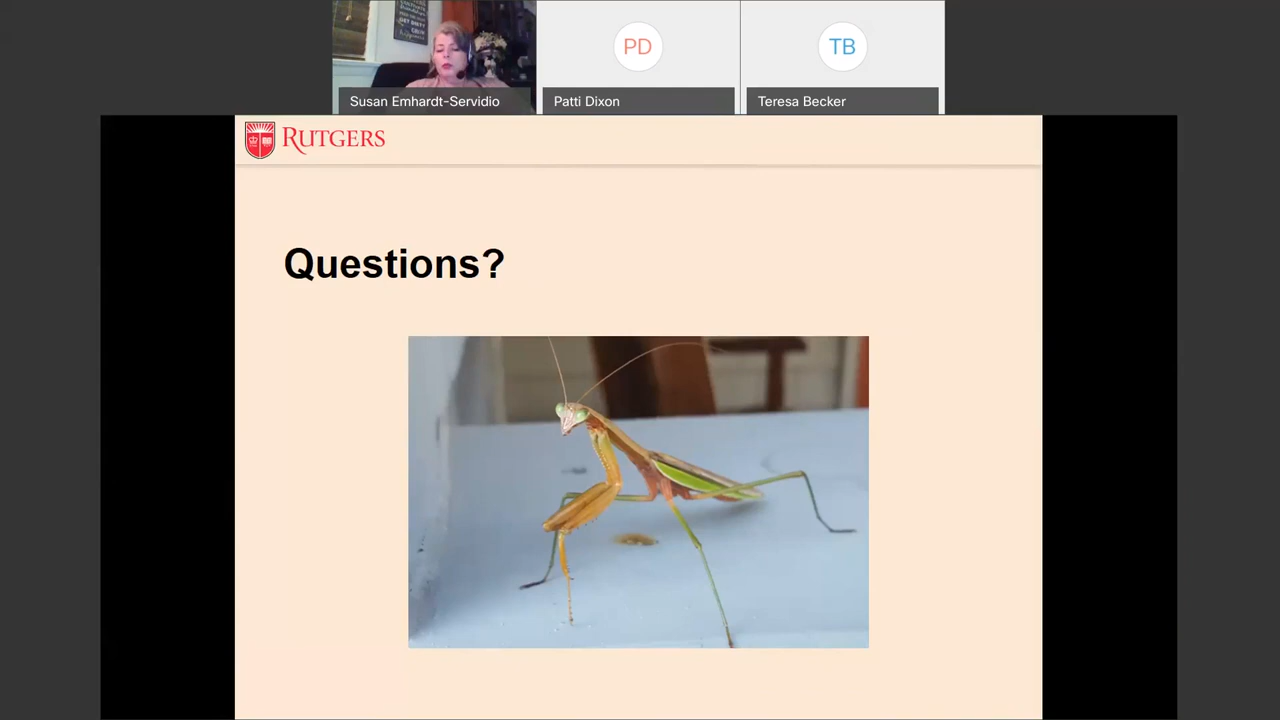 PD
TB
Susan Emhardt-Servidio
Patti Dixon
Teresa Becker
RUTGERS
Questions?